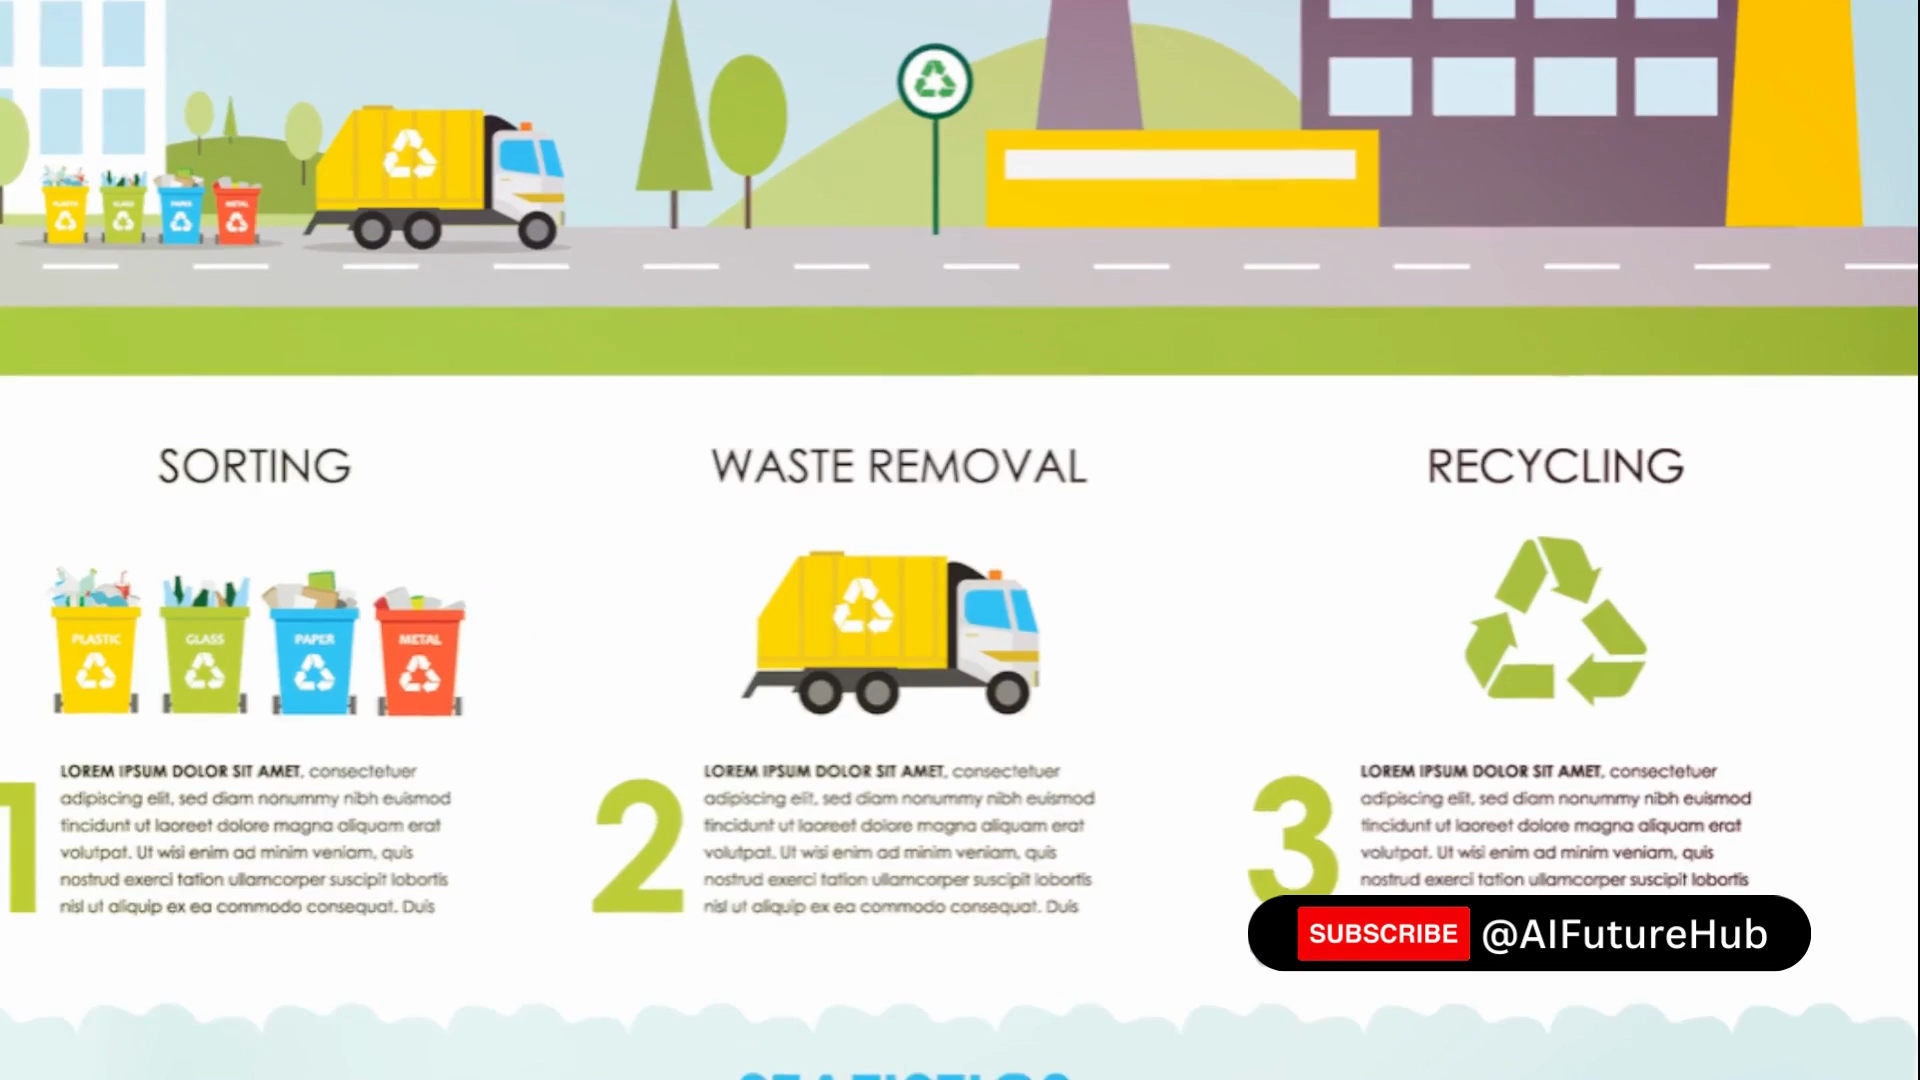 PLASTIC GLASS PAPER METAL
SORTING
WASTE REMOVAL
RECYCLING
PLASTIC GLASS PAPER METAL
1
LOREM IPSUM DOLOR SIT AMET, consectetuer
adipiscing elit, sed diam nonummy nibh euismod
tincidunt ut laoreet dolore magna aliquam erat
volutpat. Ut wisi enim ad minim veniam, quis
nostrud exerci tation ullamcorper suscipit lobortis
nisl ut aliquip ex ea commodo consequat. Duis
2
LOREM IPSUM DOLOR SIT AMET, consectetuer
adipiscing elit, sed diam nonummy nibh euismod
tincidunt ut laoreet dolore magna aliquam erat
volutpat. Ut wisi enim ad minim veniam, quis
nostrud exerci tation ullamcorper suscipit lobortis
nisl ut aliquip ex ea commodo consequat. Duis
3
LOREM IPSUM DOLOR SIT AMET, consectetuer
adipiscing elit, sed diam nonummy nibh euismod
tincidunt ut laoreet dolore magna aliquam erat
volutpat. Ut wisi enim ad minim veniam, quis
nostrud exerci tation ullamcorper suscipit lobortis
SUBSCRIBE @AIFutureHub